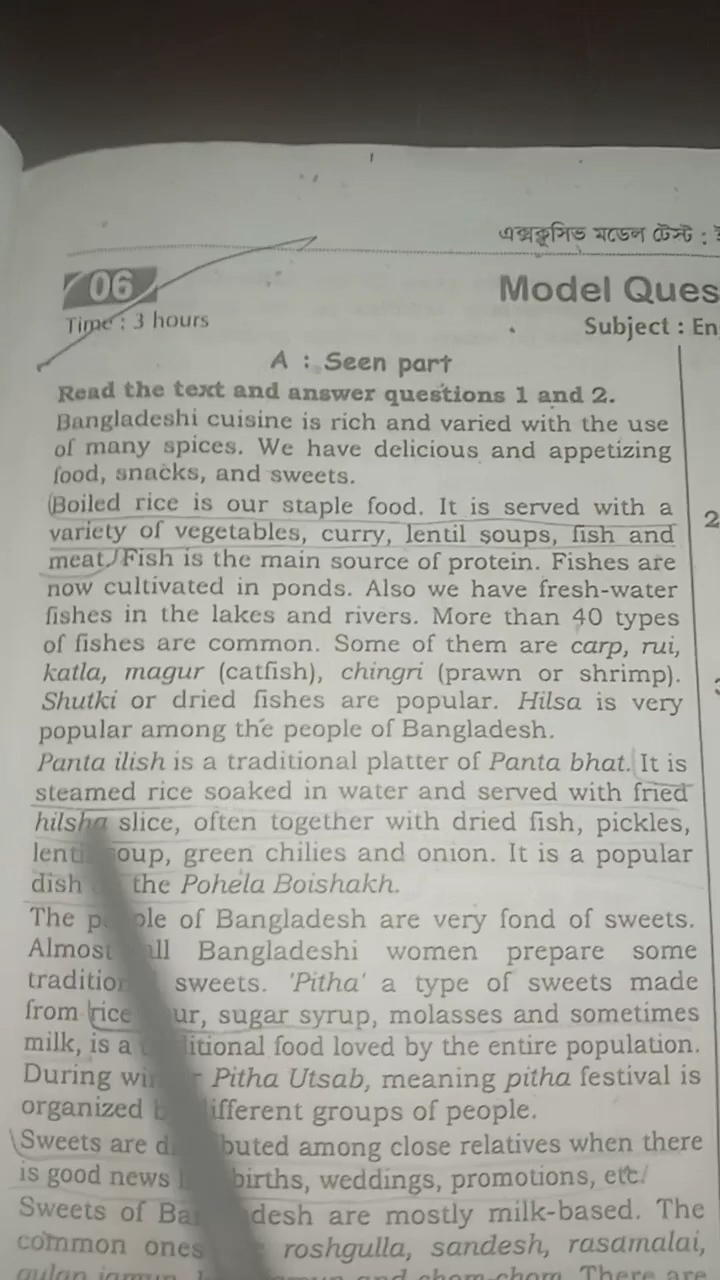 এক্সক্লুসিভ মডেল টেস্ট :
06
Model Ques
Time : 3 hours
Subject : En
A : Seen part
Read the text and answer questions 1 and 2.
Bangladeshi cuisine is rich and varied with the use
of many spices. We have delicious and appetizing
food, snacks, and sweets.
Boiled rice is our staple food. It is served with a
2
variety of vegetables, curry, lentil soups, fish and
meat. Fish is the main source of protein. Fishes are
now cultivated in ponds. Also we have fresh-water
fishes in the lakes and rivers. More than 40 types
of fishes are common. Some of them are carp, rui,
katla, magur (catfish), chingri (prawn or shrimp).
Shutki or dried fishes are popular. Hilsa is very
popular among the people of Bangladesh.
Panta ilish is a traditional platter of Panta bhat. It is
steamed rice soaked in water and served with fried
hilsha slice, often together with dried fish, pickles,
oup, green chilies and onion. It is a popular
dish the Pohela Boishakh.
The ple of Bangladesh are very fond of sweets.
Almost all Bangladeshi women prepare some
tradition sweets. 'Pitha' a type of sweets made
from rice ur, sugar syrup, molasses and sometimes
milk, is a itional food loved by the entire population.
During Pitha Utsab, meaning pitha festival is
organized different groups of people.
Sweets are buted among close relatives when there
is good news births, weddings, promotions, etc.
Sweets of desh are mostly milk-based. The
common ones roshgulla, sandesh, rasamalai,
gulap jamun, and chom-chom. There are